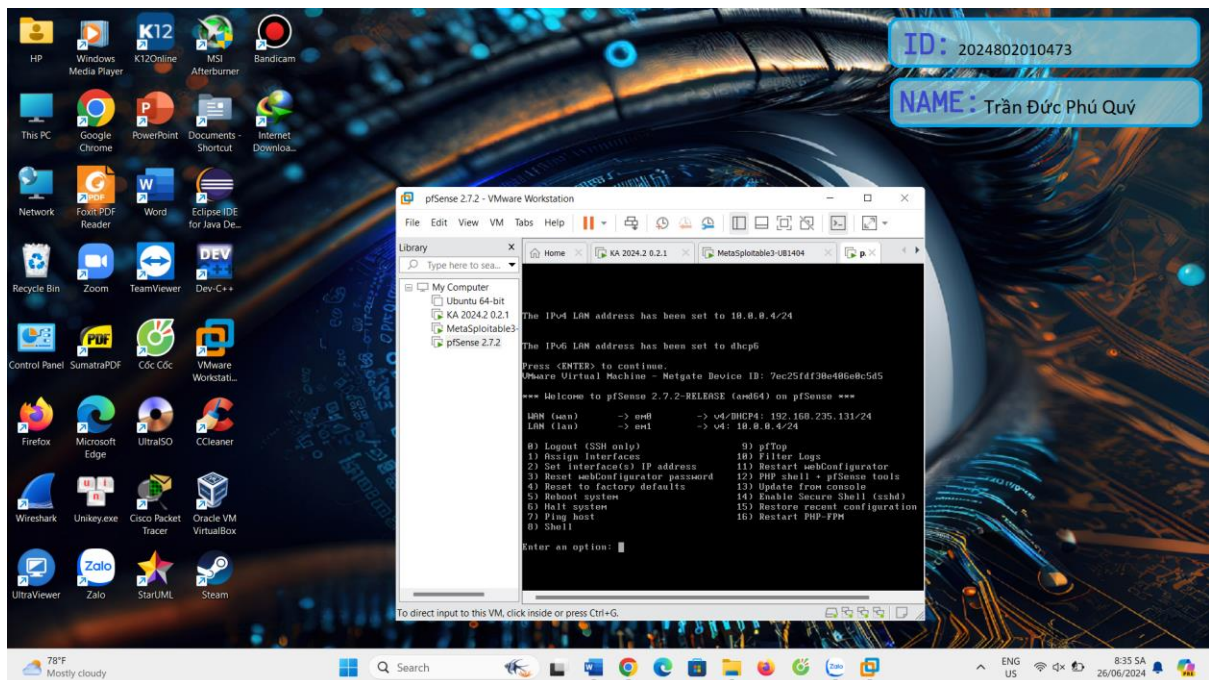 HP
Windows
Media Player
K12
K12Online
MSI
Afterburner
Bandicam
This PC
Google
Chrome
PowerPoint
Documents -
Shortcut
Internet
Downloa...
Network
Foxit PDF
Reader
Word
Eclipse IDE
for Java De...
Recycle Bin
Zoom
TeamViewer
DEV
Dev-C++
Control Panel
PDF
SumatraPDF
Cốc Cốc
VMware
Workstati...
Firefox
Microsoft
Edge
UltraISO
CCleaner
Wireshark
Unikey.exe
Cisco Packet
Tracer
Oracle VM
VirtualBox
UltraViewer
Zalo
Zalo
StarUML
Steam
ID: 2024802010473
NAME: Trần Đức Phú Quý
pfSense 2.7.2 - VMware Workstation
File Edit View VM Tabs Help
Library
Type here to sea...
My Computer
Ubuntu 64-bit
KA 2024.2 0.2.1
MetaSploitable3-
pfSense 2.7.2
Home
KA 2024.2 0.2.1
MetaSploitable3-UB1404
p.
The IPv4 LAN address has been set to 10.0.0.4/24
The IPv6 LAN address has been set to dhcp6
Press <ENTER> to continue.
VMware Virtual Machine - Netgate Device ID: 7ec25fdf30e406e0c5d5
*** Welcome to pfSense 2.7.2-RELEASE (amd64) on pfSense ***
WAN (wan) -> em0 -> v4/DHCP4: 192.168.235.131/24
LAN (lan) -> em1 -> v4: 10.0.0.4/24
0) Logout (SSH only) 9) pfTop
1) Assign Interfaces 10) Filter Logs
2) Set interface(s) IP address 11) Restart webConfigurator
3) Reset webConfigurator password 12) PHP shell + pfSense tools
4) Reset to factory defaults 13) Update from console
5) Reboot system 14) Enable Secure Shell (sshd)
6) Halt system 15) Restore recent configuration
7) Ping host 16) Restart PHP-FPM
8) Shell
Enter an option:
To direct input to this VM, click inside or press Ctrl+G.
78°F
Mostly cloudy
Search
Zalo
ENG
US
8:35 SA
26/06/2024